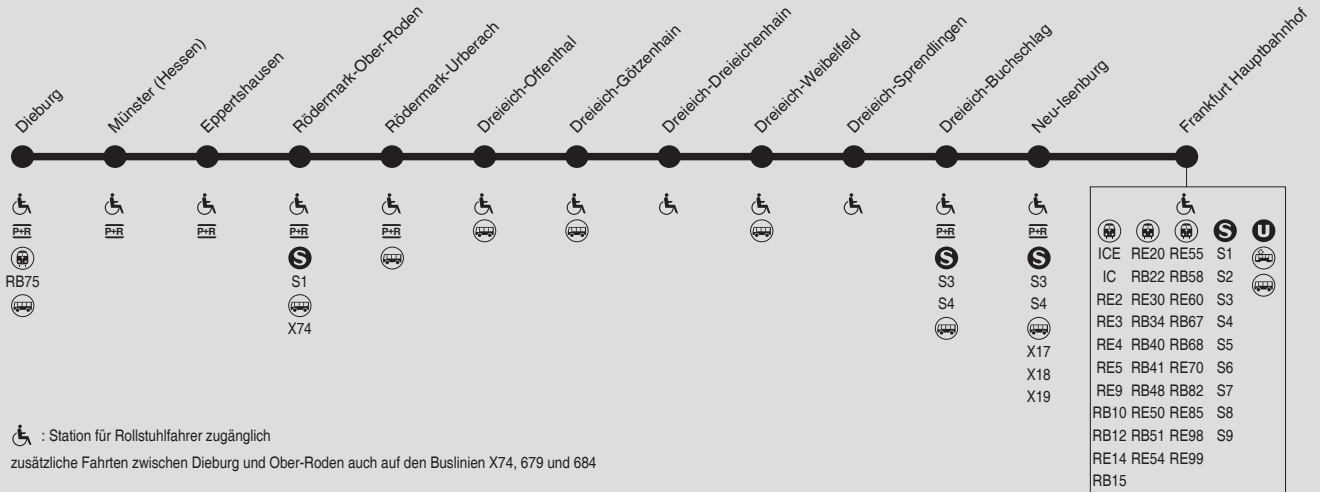 Dieburg
Münster (Hessen)
Eppertshausen
Rödermark-Ober-Roden
Rödermark-Urberach
Dreieich-Offenthal
Dreieich-Götzenhain
Dreieich-Dreieichenhain
Dreieich-Weibelfeld
Dreieich-Sprendlingen
Dreieich-Buchschlag
Neu-Isenburg
Frankfurt Hauptbahnhof
P+R
RB75
P+R
P+R
P+R
S
S1
X74
P+R
P+R
S
S3
S4
P+R
S
S3
S4
X17
X18
X19
S U
ICE RE20 RE55 S1
IC RB22 RB58 S2
RE2 RE30 RE60 S3
RE3 RB34 RB67 S4
RE4 RB40 RB68 S5
RE5 RB41 RE70 S6
RE9 RB48 RB82 S7
RB10 RE50 RE85 S8
RB12 RB51 RE98 S9
RE14 RE54 RE99
RB15
: Station für Rollstuhlfahrer zugänglich
zusätzliche Fahrten zwischen Dieburg und Ober-Roden auch auf den Buslinien X74, 679 und 684